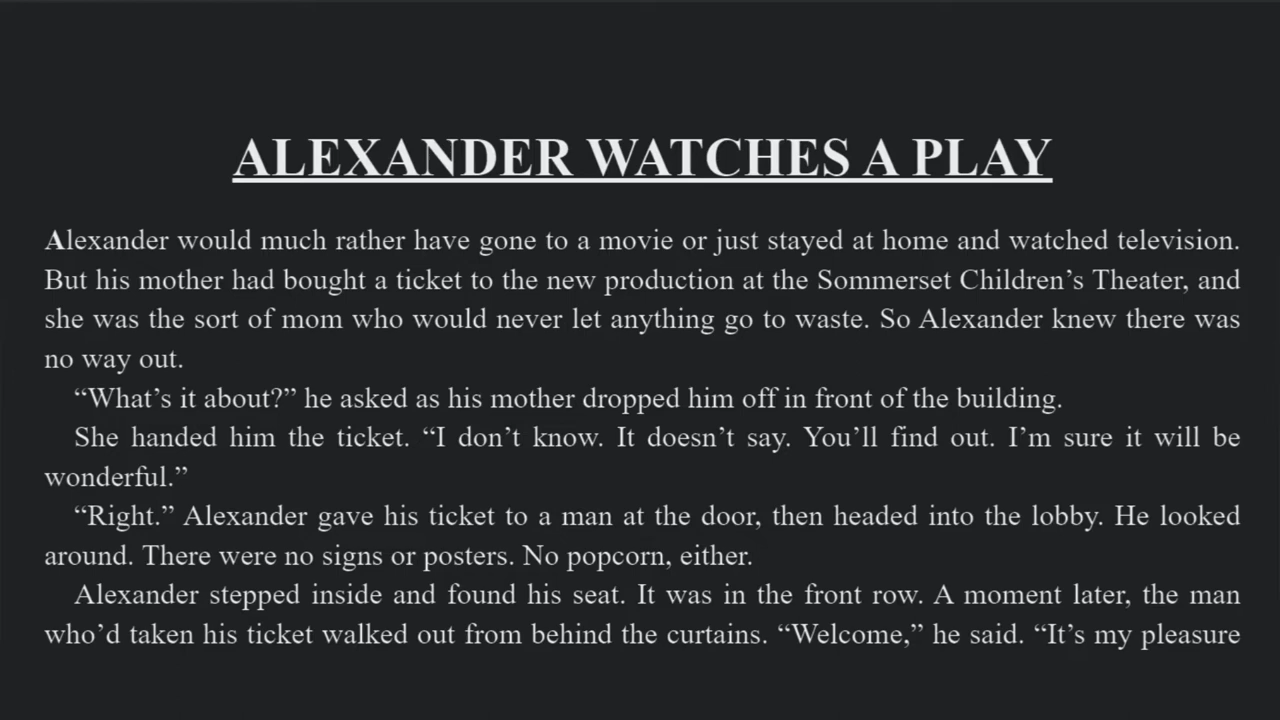 ALEXANDER WATCHES A PLAY
Alexander would much rather have gone to a movie or just stayed at home and watched television.
But his mother had bought a ticket to the new production at the Sommerset Children’s Theater, and
she was the sort of mom who would never let anything go to waste. So Alexander knew there was
no way out.
“What’s it about?” he asked as his mother dropped him off in front of the building.
She handed him the ticket. “I don’t know. It doesn’t say. You’ll find out. I’m sure it will be
wonderful.”
“Right.” Alexander gave his ticket to a man at the door, then headed into the lobby. He looked
around. There were no signs or posters. No popcorn, either.
Alexander stepped inside and found his seat. It was in the front row. A moment later, the man
who’d taken his ticket walked out from behind the curtains. “Welcome,” he said. “It’s my pleasure